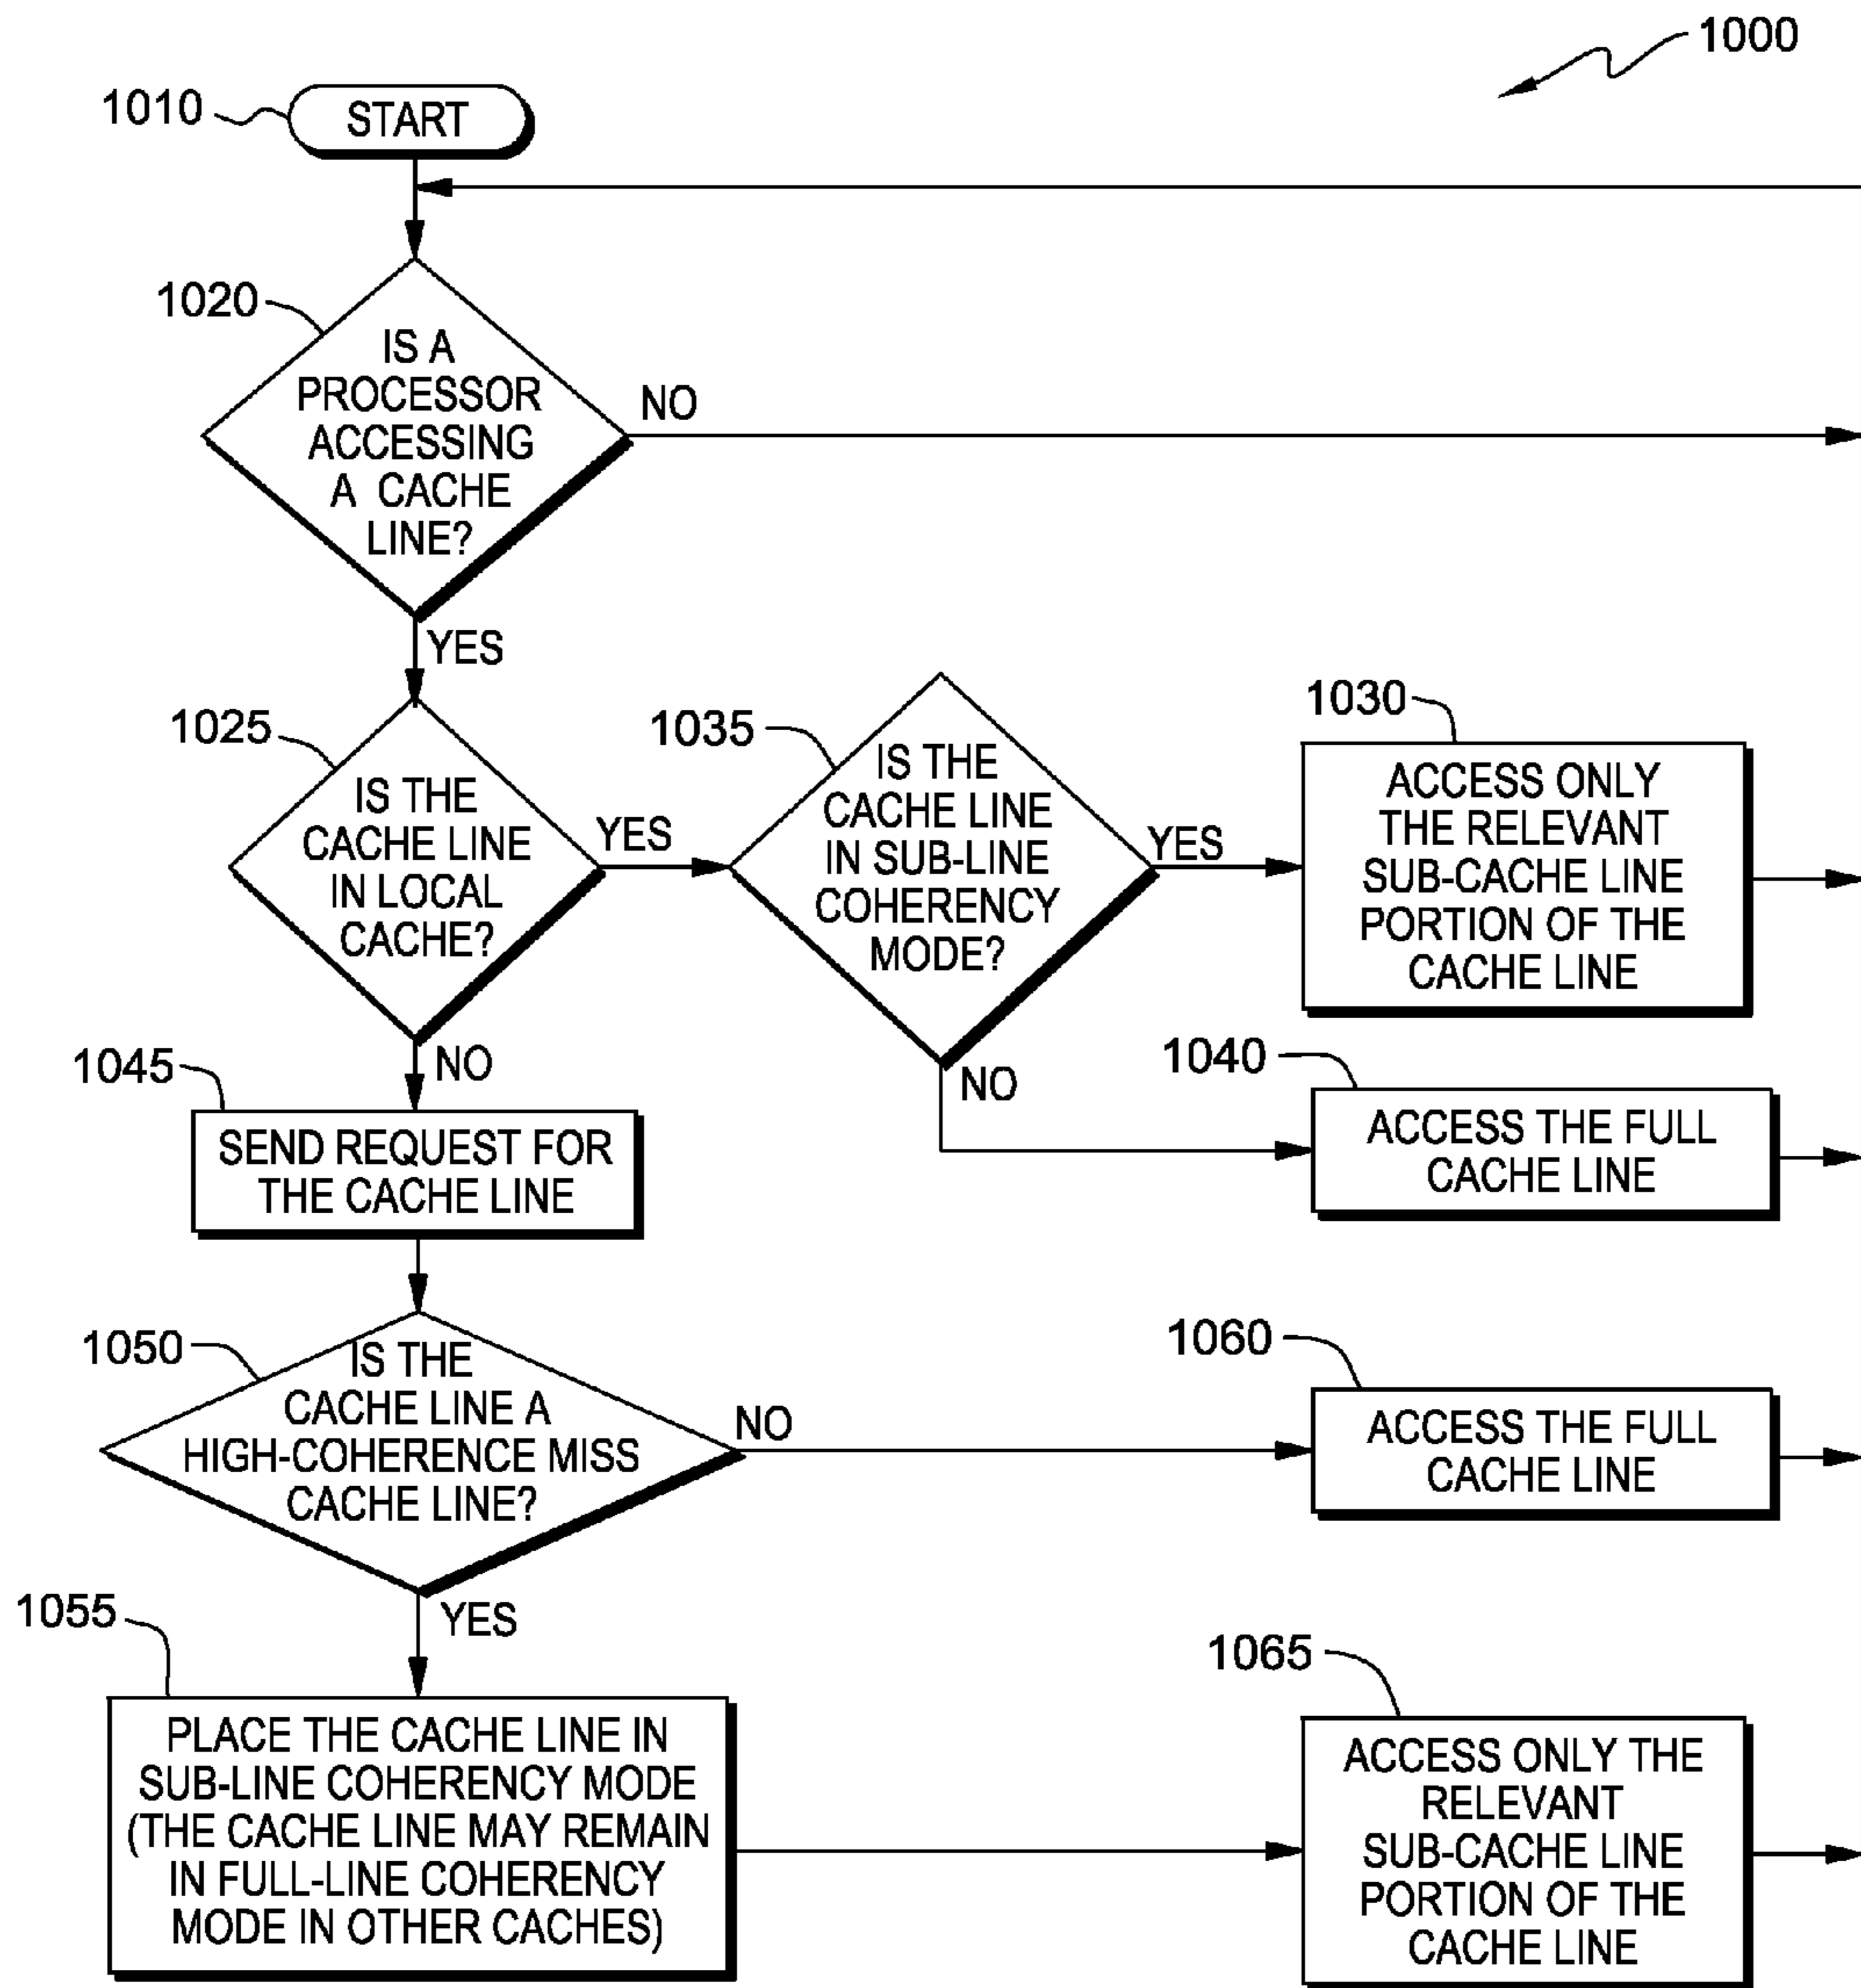 1000
1010
START
1020
IS A
PROCESSOR
ACCESSING
A CACHE
LINE?
NO
YES
1025
IS THE
CACHE LINE
IN LOCAL
CACHE?
YES
NO
1035
IS THE
CACHE LINE
IN SUB-LINE
COHERENCY
MODE?
YES
NO
1030
ACCESS ONLY
THE RELEVANT
SUB-CACHE LINE
PORTION OF THE
CACHE LINE
1040
ACCESS THE FULL
CACHE LINE
1045
SEND REQUEST FOR
THE CACHE LINE
1050
IS THE
CACHE LINE A
HIGH-COHERENCE MISS
CACHE LINE?
NO
YES
1060
ACCESS THE FULL
CACHE LINE
1055
PLACE THE CACHE LINE IN
SUB-LINE COHERENCY MODE
(THE CACHE LINE MAY REMAIN
IN FULL-LINE COHERENCY
MODE IN OTHER CACHES)
1065
ACCESS ONLY THE
RELEVANT
SUB-CACHE LINE
PORTION OF THE
CACHE LINE